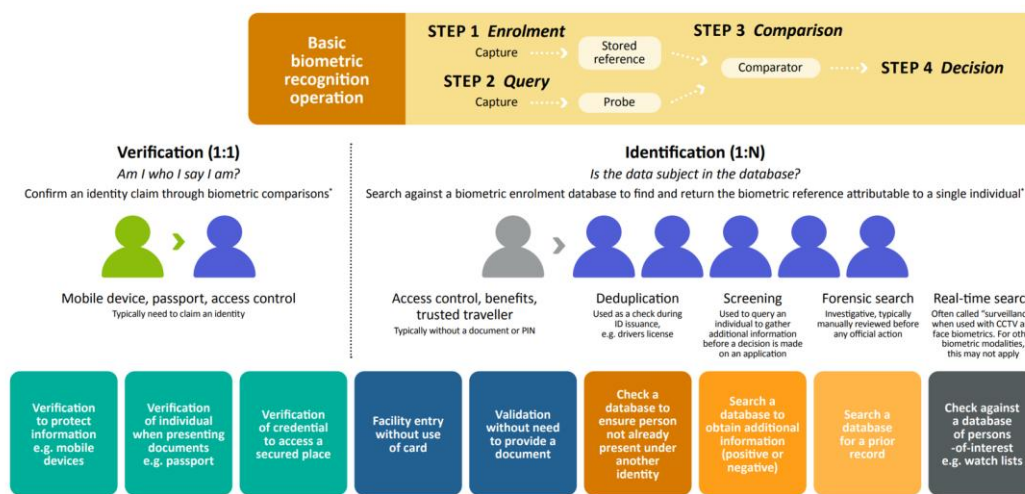 Basic
biometric
recognition
operation
STEP 1 Enrolment
Capture
Stored
reference
STEP 2 Query
Capture
Probe
STEP 3 Comparison
Comparator
STEP 4 Decision
Verification (1:1)
Am I who I say I am?
Confirm an identity claim through biometric comparisons*
Identification (1:N)
Is the data subject in the database?
Search against a biometric enrolment database to find and return the biometric reference attributable to a single individual*
Mobile device, passport, access control
Typically need to claim an identity
Access control, benefits,
trusted traveller
Typically without a document or PIN
Deduplication
Used as a check during
ID issuance,
e.g. drivers license
Screening
Used to query an
individual to gather
additional information
before a decision is made
on an application
Forensic search
Investigative, typically
manually reviewed before
any official action
Real-time searc
Often called "surveillanc
when used with CCTV a
face biometrics. For oth
biometric modalities,
this may not apply
Verification
to protect
information
e.g. mobile
devices
Verification
of individual
when presenting
documents
e.g. passport
Verification
of credential
to access a
secured place
Facility entry
without use
of card
Validation
without need
to provide a
document
Check a
database to
ensure person
not already
present under
another
identity
Search a
database to
obtain additional
information
(positive or
negative)
Search a
database
for a prior
record
Check against
a database
of persons
-of-interest
e.g. watch lists